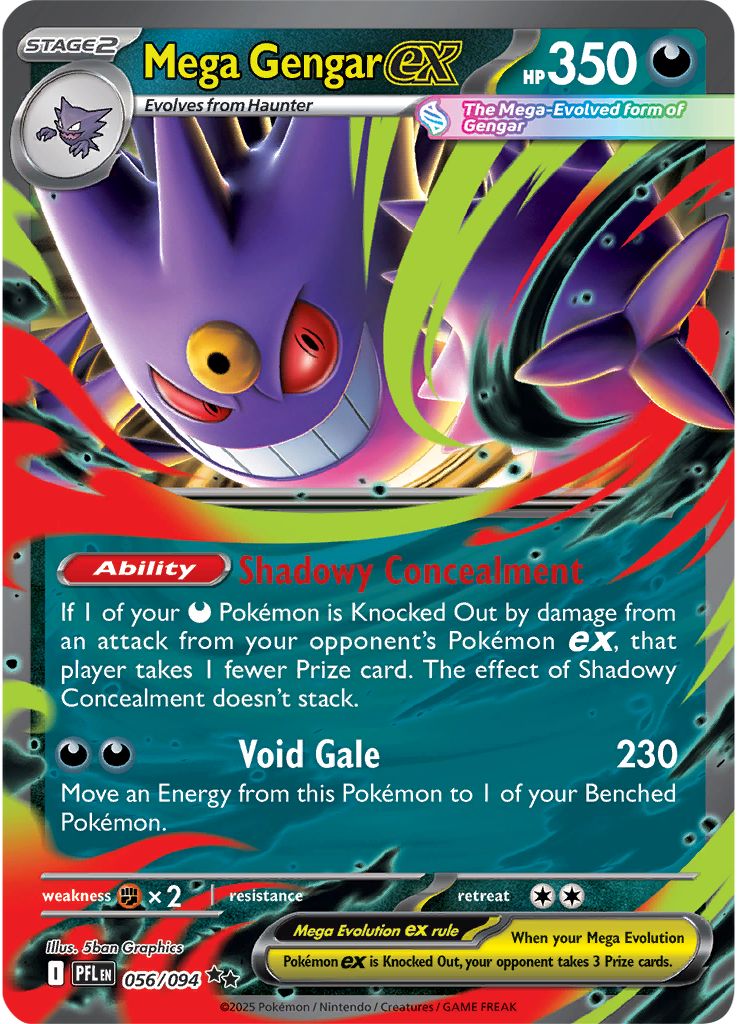 STAGE2
Mega Gengar ex
HP 350
Evolves from Haunter
The Mega-Evolved form of
Gengar
Ability Shadowy Concealment
If 1 of your Pokémon is Knocked Out by damage from
an attack from your opponent's Pokémon ex, that
player takes 1 fewer Prize card. The effect of Shadowy
Concealment doesn't stack.
Void Gale 230
Move an Energy from this Pokémon to 1 of your Benched
Pokémon.
weakness ×2 resistance retreat
Illus. 5ban Graphics
Mega Evolution ex rule
When your Mega Evolution
Pokémon ex is Knocked Out, your opponent takes 3 Prize cards.
I PFL EN 056/094
©2025 Pokémon / Nintendo / Creatures / GAME FREAK